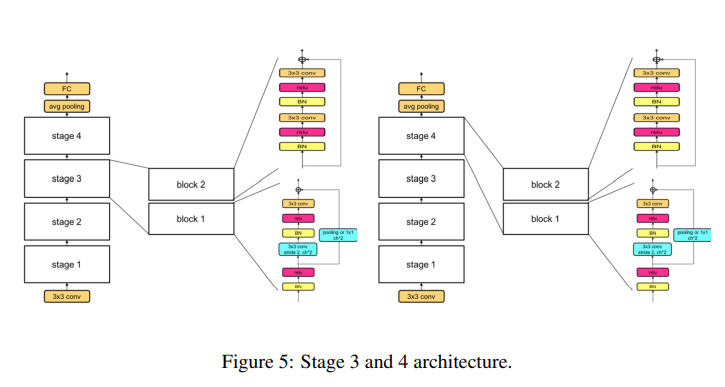 FC
avg pooling
stage 4
stage 3
stage 2
stage 1
3x3 conv
block 2
block 1
3x3 conv
relu
BN
3x3 conv
relu
BN
3x3 conv
relu
BN
3x3 conv
stride 2, ch*2
pooling or 1x1
ch*2
relu
BN
FC
avg pooling
stage 4
stage 3
stage 2
stage 1
3x3 conv
block 2
block 1
3x3 conv
relu
BN
3x3 conv
relu
BN
3x3 conv
relu
BN
3x3 conv
stride 2, ch*2
pooling or 1x1
ch*2
relu
BN
Figure 5: Stage 3 and 4 architecture.